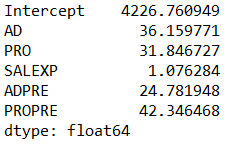 Intercept    4226.760949
AD             36.159771
PRO            31.846727
SALEXP          1.076284
ADPRE          24.781948
PROPRE         42.346468
dtype: float64